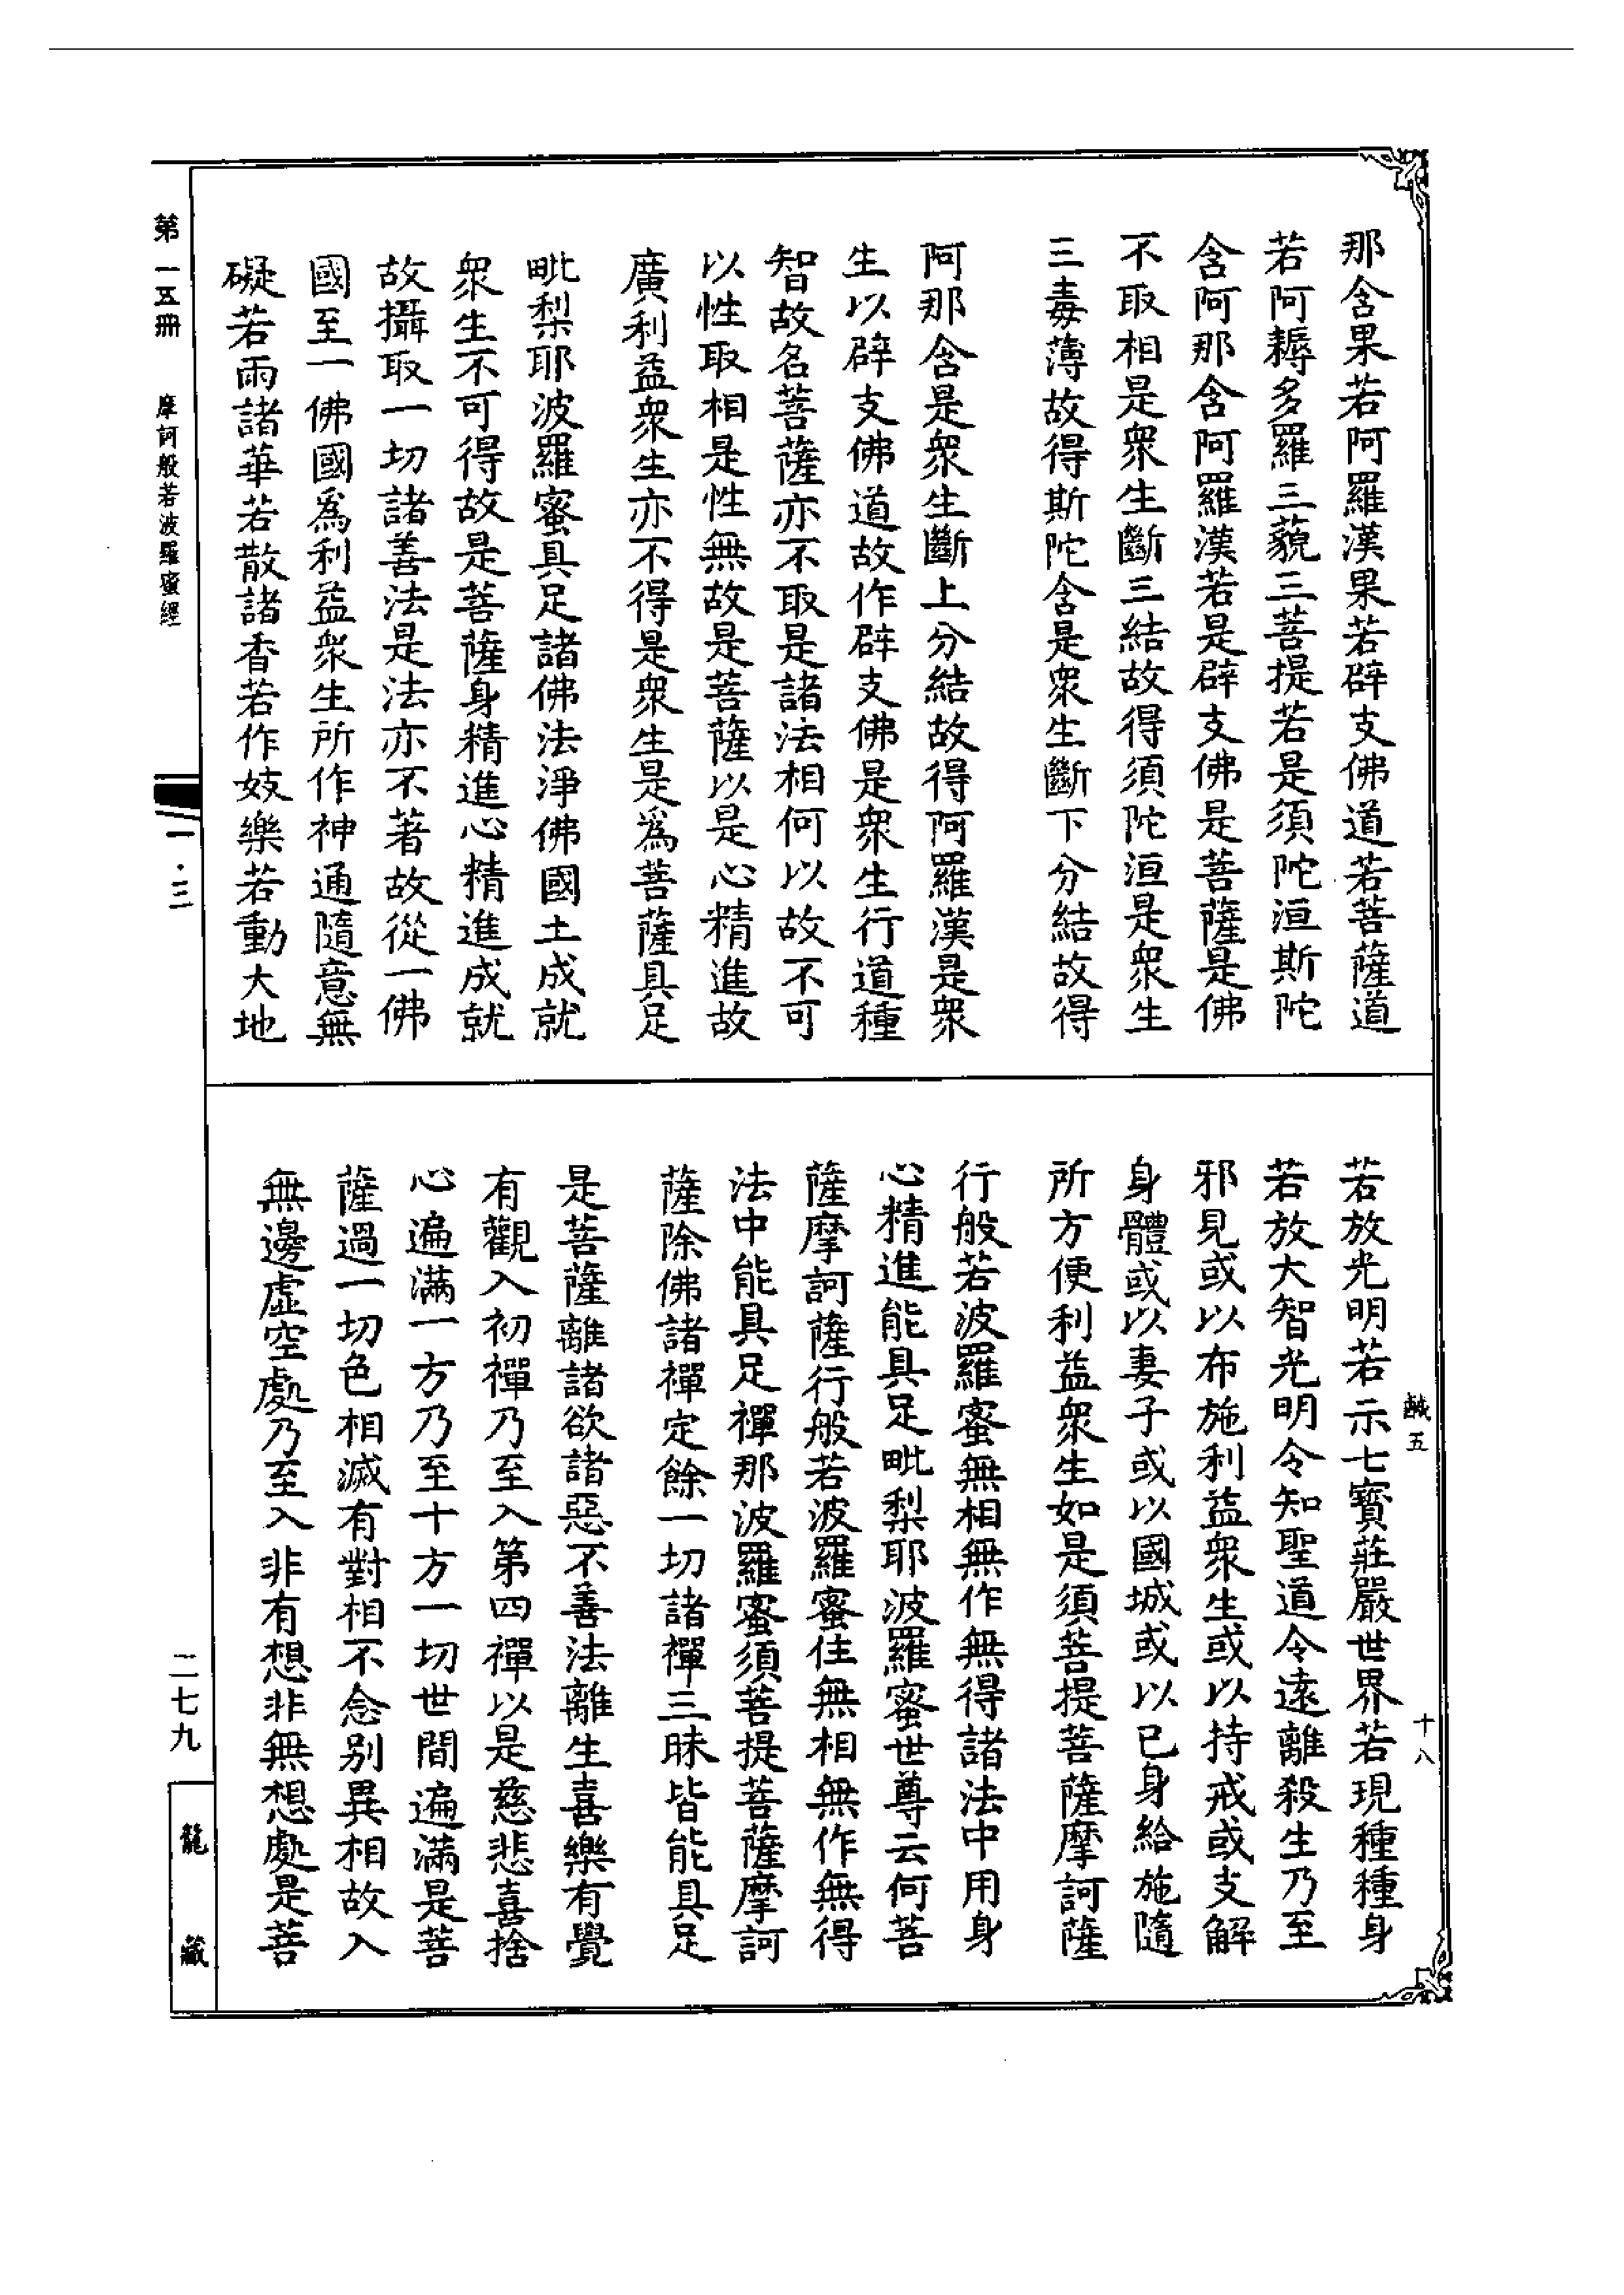 那含果若阿羅漢果若辟支佛道若菩薩道
若阿耨多羅三藐三菩提若是須陀洹斯陀
含阿那含阿羅漢若是辟支佛是菩薩是佛
不取相是衆生斷三結故得須陀洹是衆生
三毒薄故得斯陀含是衆生斷下分結故得
阿那含是衆生斷上分結故得阿羅漢是衆
生以辟支佛道故作辟支佛是衆生行道種
智故名菩薩亦不取是諸法相何以故不可
以性取相是性無故是菩薩以是心精進故
廣利益衆生亦不得是衆生是爲菩薩具足
毗梨耶波羅蜜具足諸佛法淨佛國土成就
衆生不可得故是菩薩身精進心精進成就
故攝取一切諸善法是法亦不著故從一佛
國至一佛國爲利益衆生所作神通隨意無
礙若雨諸華若散諸香若作妓樂若動大地
若放光明若示七寶莊嚴世界若現種種身
若放大智光明令知聖道令遠離殺生乃至
邪見或以布施利益衆生或以持戒或支解
身體或以妻子或以國城或以己身給施隨
所方便利益衆生如是須菩提菩薩摩訶薩
行般若波羅蜜無相無作無得諸法中用身
心精進能具足毗梨耶波羅蜜世尊云何菩
薩摩訶薩行般若波羅蜜住無相無作無得
法中能具足禪那波羅蜜須菩提菩薩摩訶
薩除佛諸禪定餘一切諸禪三昧皆能具足
是菩薩離諸欲諸惡不善法離生喜樂有覺
有觀入初禪乃至入第四禪以是慈悲喜捨
心遍滿一方乃至十方一切世間遍滿是菩
薩過一切色相滅有對相不念別異相故入
無邊虛空處乃至入非有想非無想處是菩
鹹五
十八
第一五冊
摩訶般若波羅蜜經
一·三
二七九
龍藏